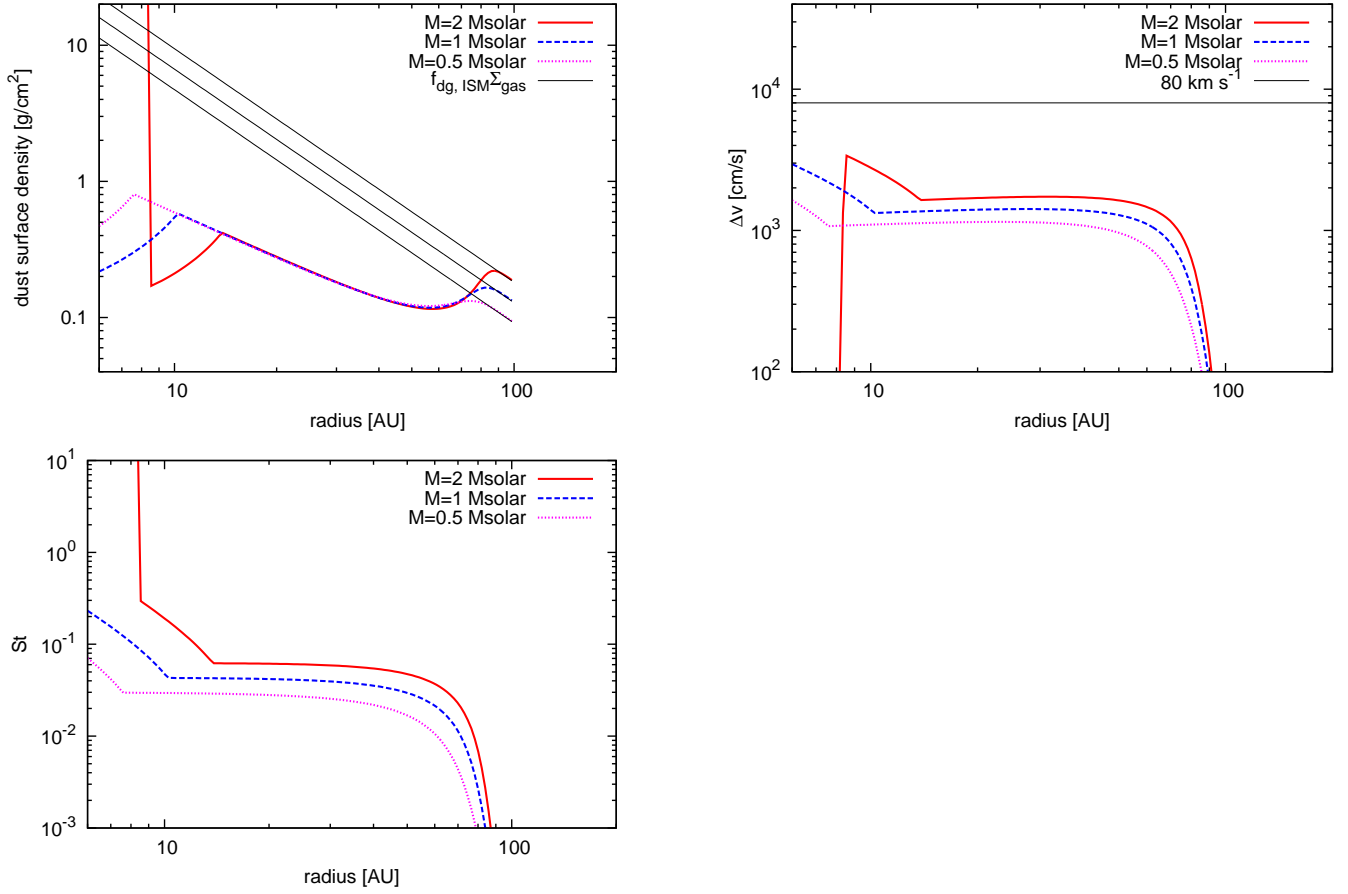 dust surface density [g/cm²]
10
1
0.1
M=2 Msolar
M=1 Msolar
M=0.5 Msolar
f_dg, ISM Σ_gas
10
100
radius [AU]
Δv [cm/s]
10⁴
10³
10²
M=2 Msolar
M=1 Msolar
M=0.5 Msolar
80 km s⁻¹
10
100
radius [AU]
St
10¹
10⁰
10⁻¹
10⁻²
10⁻³
M=2 Msolar
M=1 Msolar
M=0.5 Msolar
10
100
radius [AU]